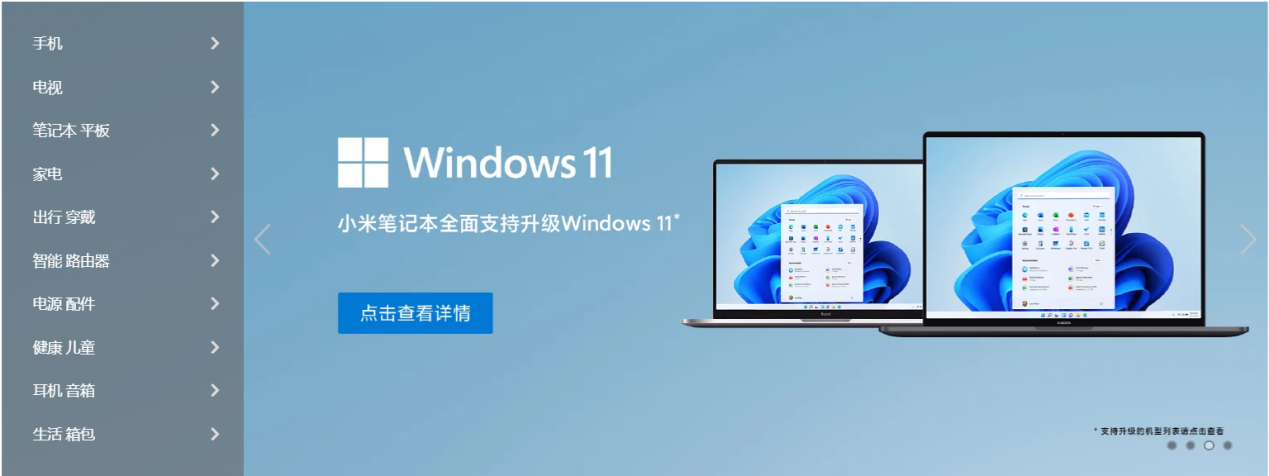 手机
电视
笔记本 平板
家电
出行 穿戴
智能 路由器
电源 配件
健康 儿童
耳机 音箱
生活 箱包
Windows 11
小米笔记本全面支持升级Windows 11*
点击查看详情
* 支持升级的机型列表请点击查看